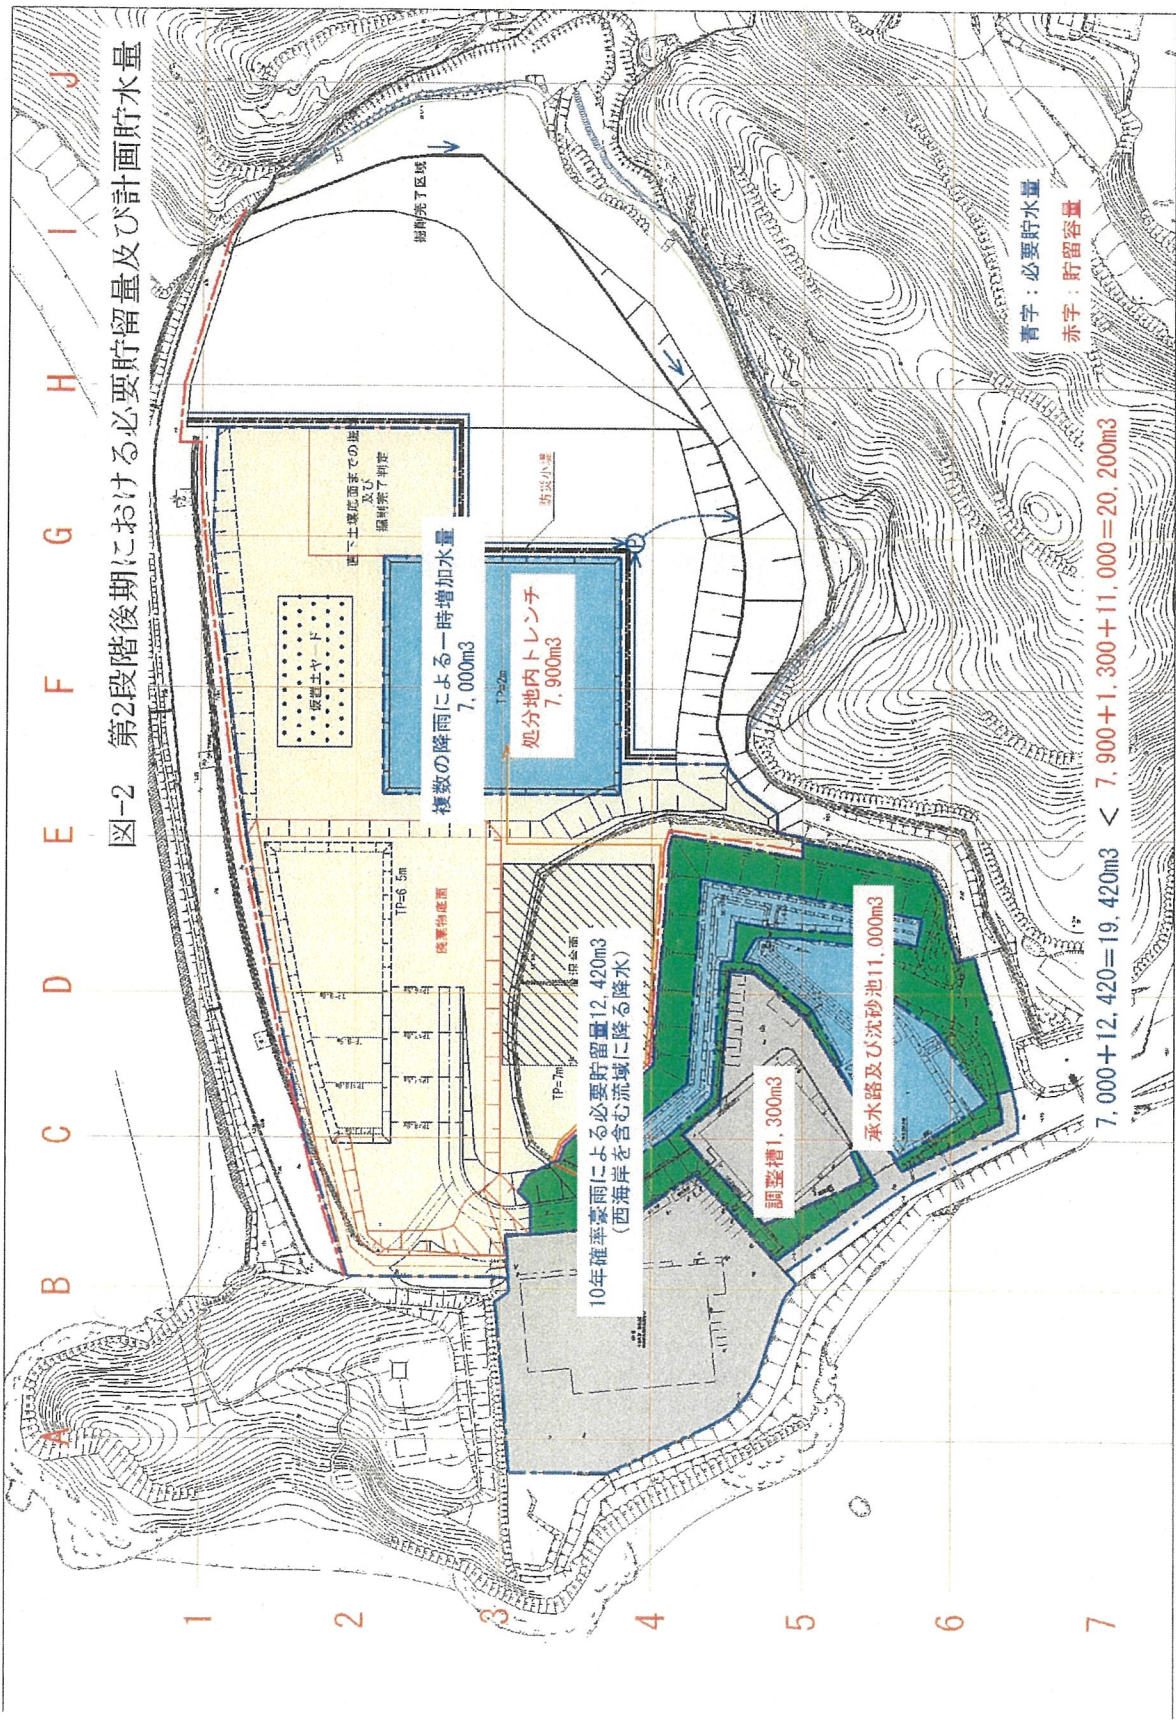 図-2 第2段階後期における必要貯留量及び計画貯水量
A
B
C
D
E
F
G
H
I
J
1
2
3
4
5
6
7
掘削完了区域
直下土壌底面までの掘
及び
掘削完了判定
防災小堤
P
仮置土ヤード
複数の降雨による一時増加水量
7,000m3
TP=2m
処分地内トレンチ
7,900m3
TP=6.5m
廃棄物底面
TP=7m
10年確率豪雨による必要貯留量12,420m3
(西海岸を含む流域に降る降水)
調整槽1,300m3
承水路及び沈砂池11,000m3
青字：必要貯水量
赤字：貯留容量
7,000+12,420=19,420m3 < 7,900+1,300+11,000=20,200m3